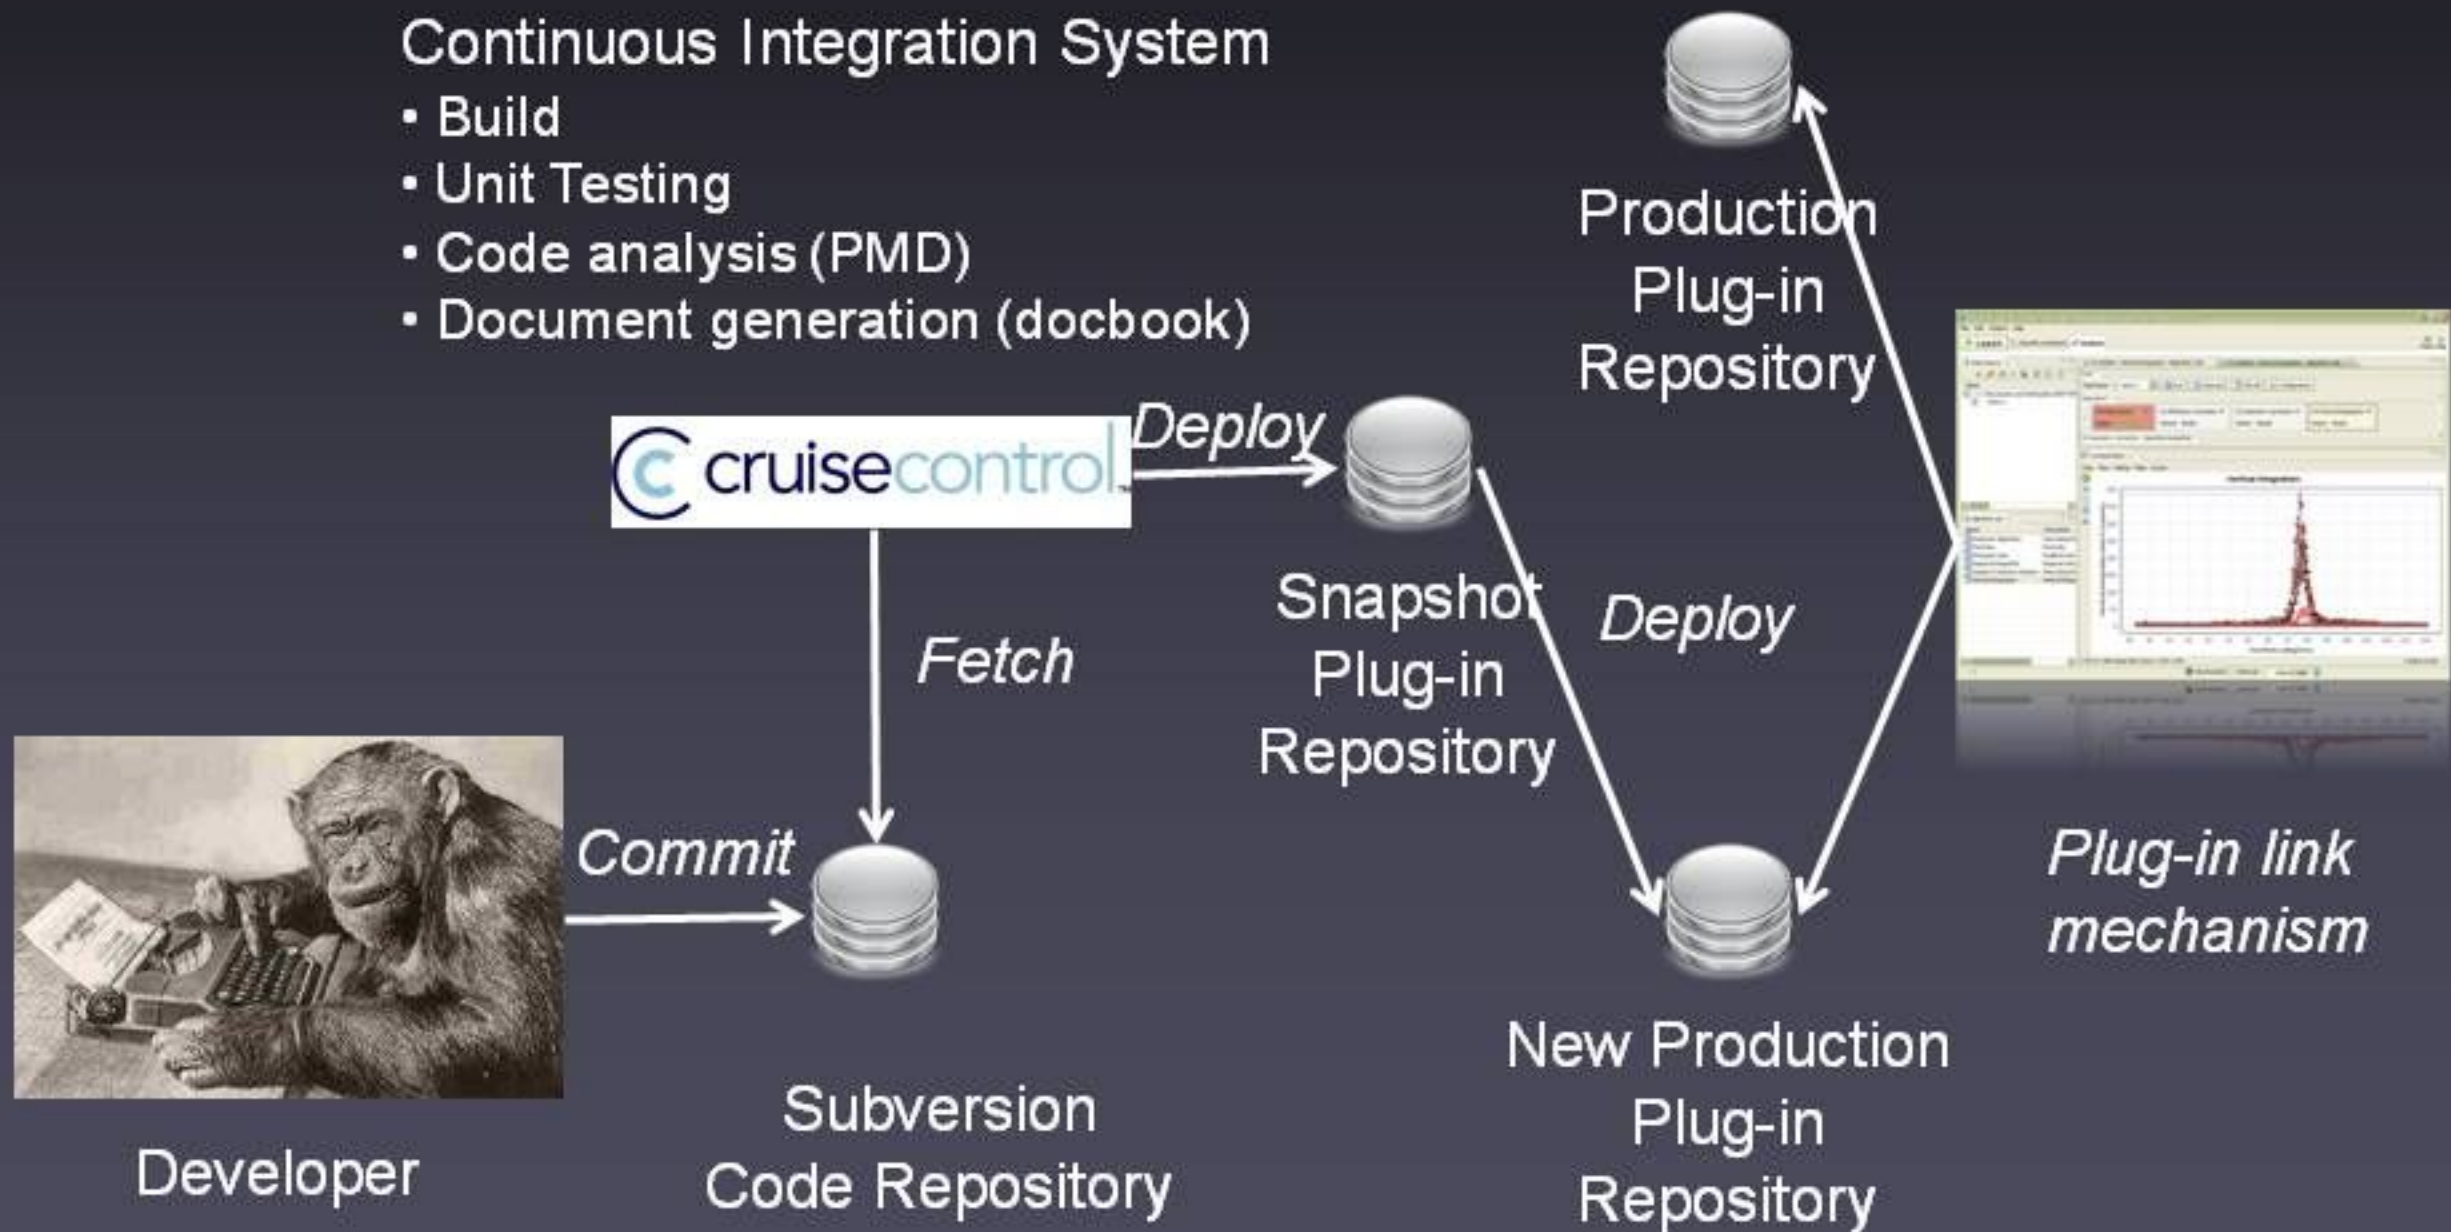 Continuous Integration System
• Build
• Unit Testing
• Code analysis (PMD)
• Document generation (docbook)
Production
Plug-in
Repository
cruisecontrol
Deploy
Snapshot
Plug-in
Repository
Deploy
Fetch
Commit
Plug-in link
mechanism
Developer
Subversion
Code Repository
New Production
Plug-in
Repository